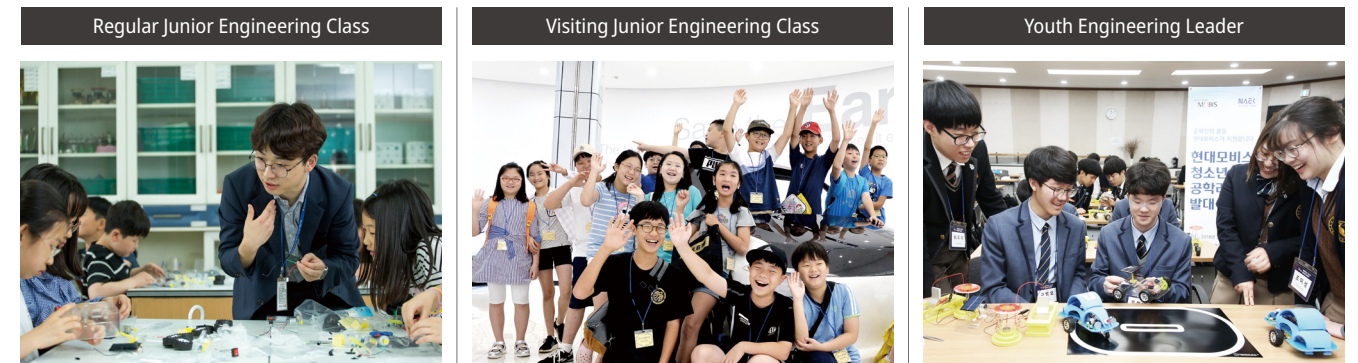 Regular Junior Engineering Class
Visiting Junior Engineering Class
Youth Engineering Leader
MOBIS NAEK
현대모비스
청소년
공학리
발대